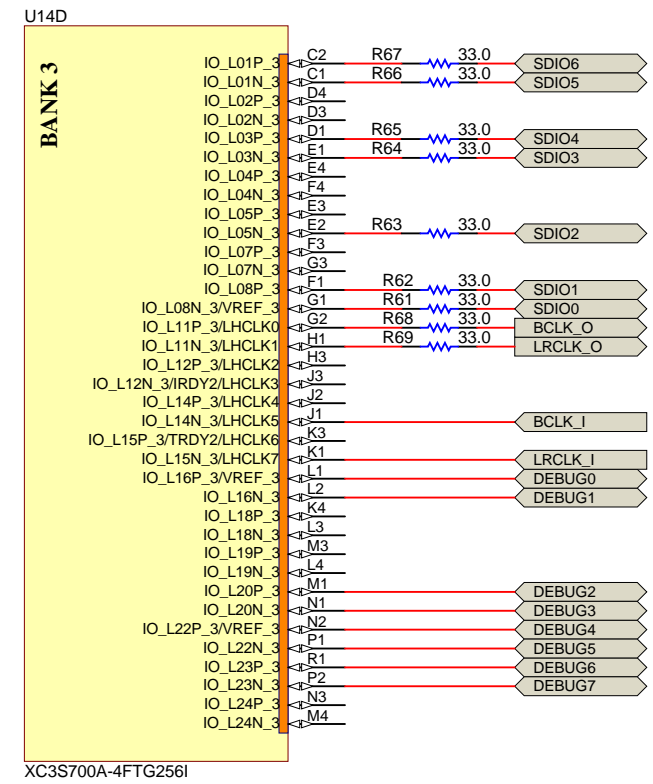 U14D
BANK 3
IO_L01P_3 C2 R67 33.0 SDIO6
IO_L01N_3 C1 R66 33.0 SDIO5
IO_L02P_3 D4
IO_L02N_3 D3
IO_L03P_3 D1 R65 33.0 SDIO4
IO_L03N_3 E1 R64 33.0 SDIO3
IO_L04P_3 E4
IO_L04N_3 F4
IO_L05P_3 E3
IO_L05N_3 E2 R63 33.0 SDIO2
IO_L07P_3 F3
IO_L07N_3 G3
IO_L08P_3 F1 R62 33.0 SDIO1
IO_L08N_3/VREF_3 G1 R61 33.0 SDIO0
IO_L11P_3/LHCLK0 G2 R68 33.0 BCLK_O
IO_L11N_3/LHCLK1 H1 R69 33.0 LRCLK_O
IO_L12P_3/LHCLK2 H3
IO_L12N_3/IRDY2/LHCLK3 J3
IO_L14P_3/LHCLK4 J2
IO_L14N_3/LHCLK5 J1 BCLK_I
IO_L15P_3/TRDY2/LHCLK6 K3
IO_L15N_3/LHCLK7 K1 LRCLK_I
IO_L16P_3/VREF_3 L1 DEBUG0
IO_L16N_3 L2 DEBUG1
IO_L18P_3 K4
IO_L18N_3 L3
IO_L19P_3 M3
IO_L19N_3 L4
IO_L20P_3 M1 DEBUG2
IO_L20N_3 N1 DEBUG3
IO_L22P_3/VREF_3 N2 DEBUG4
IO_L22N_3 P1 DEBUG5
IO_L23P_3 R1 DEBUG6
IO_L23N_3 P2 DEBUG7
IO_L24P_3 N3
IO_L24N_3 M4
XC3S700A-4FTG256I